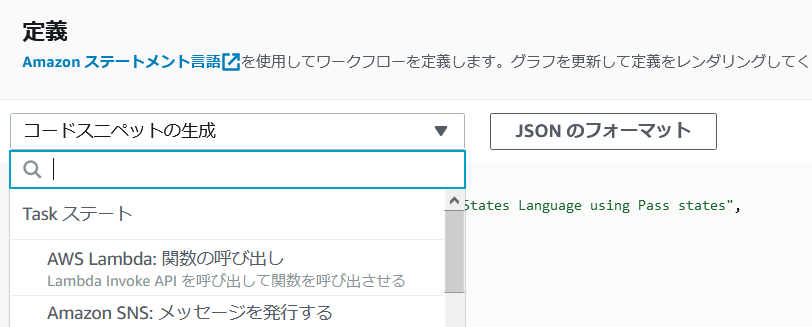 定義
Amazon ステートメント言語を使用してワークフローを定義します。グラフを更新して定義をレンダリングしてく
コードスニペットの生成
JSON のフォーマット
Task ステート
States Language using Pass states",
AWS Lambda: 関数の呼び出し
Lambda Invoke API を呼び出して関数を呼び出させる
Amazon SNS: メッセージを発行する